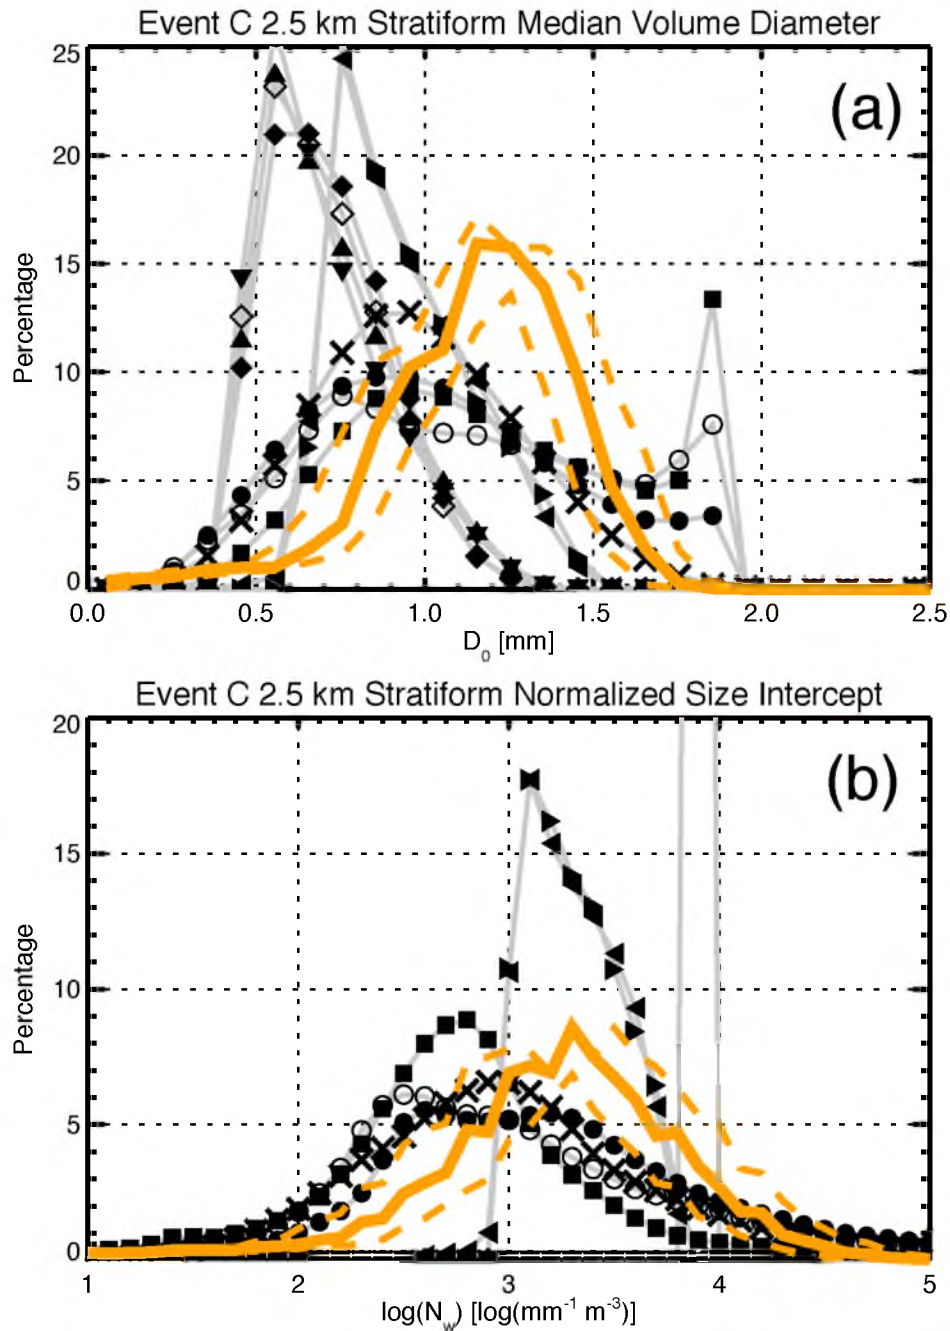 Event C 2.5 km Stratiform Median Volume Diameter
(a)
25
20
15
10
5
0
Percentage
0.0 0.5 1.0 1.5 2.0 2.5
D₀ [mm]
Event C 2.5 km Stratiform Normalized Size Intercept
(b)
20
15
10
5
0
Percentage
1 2 3 4 5
log(N_w) [log(mm⁻¹ m⁻³)]